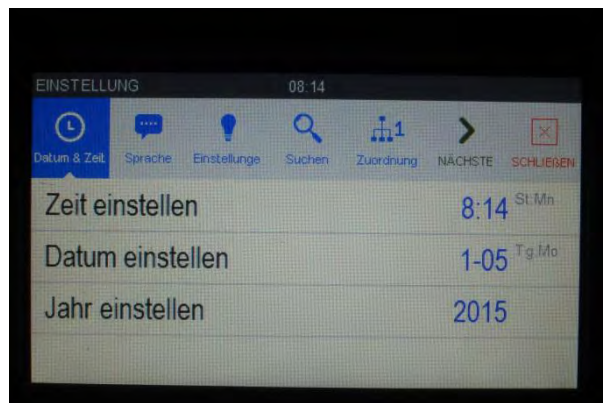 EINSTELLUNG 08:14
Datum & Zeit Sprache Einstellunge Suchen 1 Zuordnung NÄCHSTE SCHLIEßEN
Zeit einstellen 8:14 St:Mn
Datum einstellen 1-05 Tg.Mo
Jahr einstellen 2015